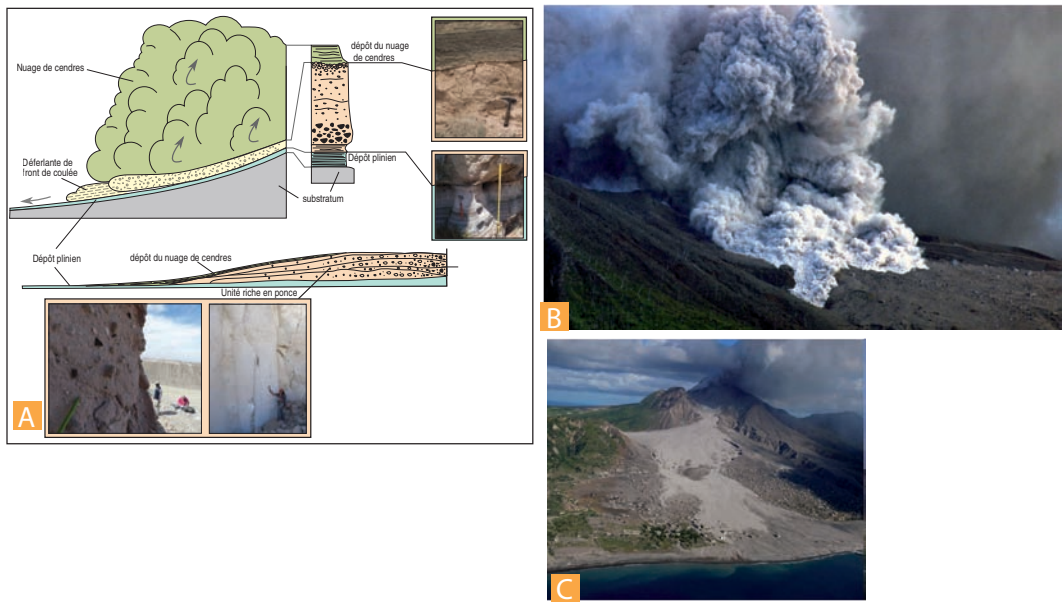 Nuage de cendres
dépôt du nuage
de cendres
Déferlante de
front de coulée
Dépôt plinien
substratum
Dépôt plinien
dépôt du nuage de cendres
Unité riche en ponce
A
B
C